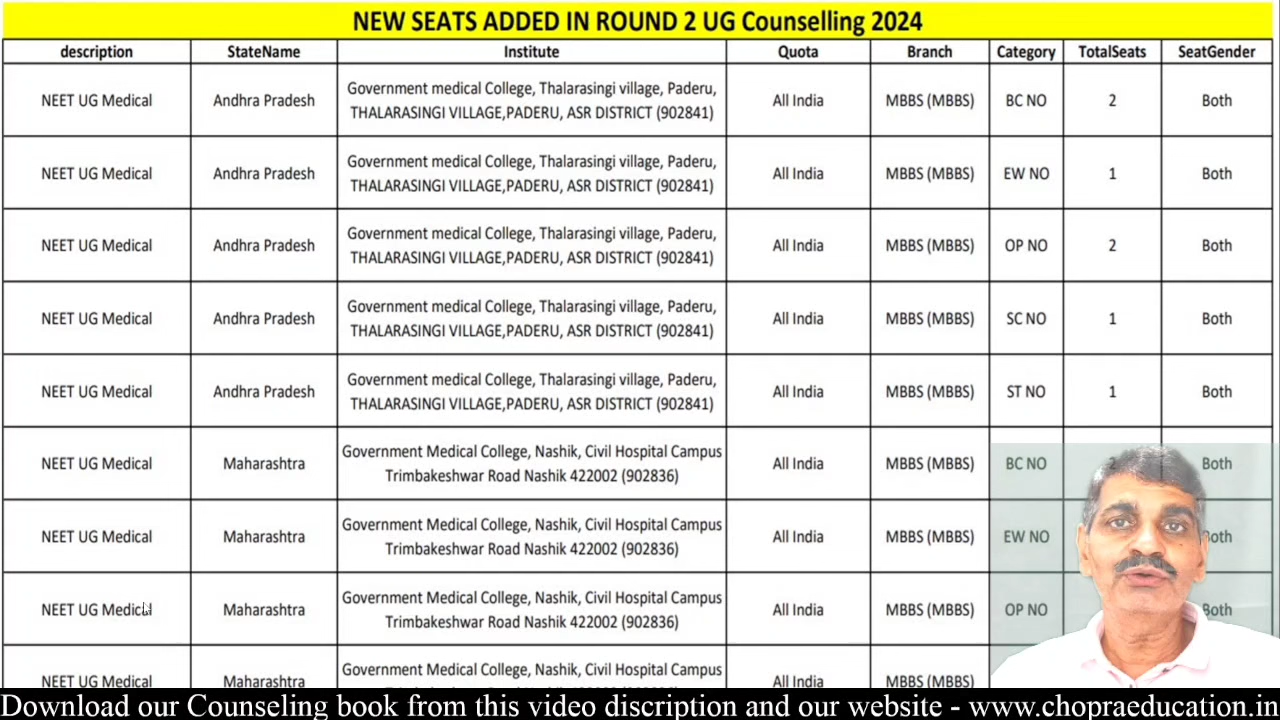 NEW SEATS ADDED IN ROUND 2 UG Counselling 2024
description StateName Institute Quota Branch Category TotalSeats SeatGender
NEET UG Medical Andhra Pradesh Government medical College, Thalarasingi village, Paderu, All India MBBS (MBBS) BC NO 2 Both
THALARASINGI VILLAGE,PADERU, ASR DISTRICT (902841)
NEET UG Medical Andhra Pradesh Government medical College, Thalarasingi village, Paderu, All India MBBS (MBBS) EW NO 1 Both
THALARASINGI VILLAGE,PADERU, ASR DISTRICT (902841)
NEET UG Medical Andhra Pradesh Government medical College, Thalarasingi village, Paderu, All India MBBS (MBBS) OP NO 2 Both
THALARASINGI VILLAGE,PADERU, ASR DISTRICT (902841)
NEET UG Medical Andhra Pradesh Government medical College, Thalarasingi village, Paderu, All India MBBS (MBBS) SC NO 1 Both
THALARASINGI VILLAGE,PADERU, ASR DISTRICT (902841)
NEET UG Medical Andhra Pradesh Government medical College, Thalarasingi village, Paderu, All India MBBS (MBBS) ST NO 1 Both
THALARASINGI VILLAGE,PADERU, ASR DISTRICT (902841)
NEET UG Medical Maharashtra Government Medical College, Nashik, Civil Hospital Campus All India MBBS (MBBS) BC NO Both
Trimbakeshwar Road Nashik 422002 (902836)
NEET UG Medical Maharashtra Government Medical College, Nashik, Civil Hospital Campus All India MBBS (MBBS) EW NO Both
Trimbakeshwar Road Nashik 422002 (902836)
NEET UG Medical Maharashtra Government Medical College, Nashik, Civil Hospital Campus All India MBBS (MBBS) OP NO Both
Trimbakeshwar Road Nashik 422002 (902836)
NEET UG Medical Maharashtra Government Medical College, Nashik, Civil Hospital Campus All India MBBS (MBBS)
Download our Counseling book from this video discription and our website - www.chopraeducation.in